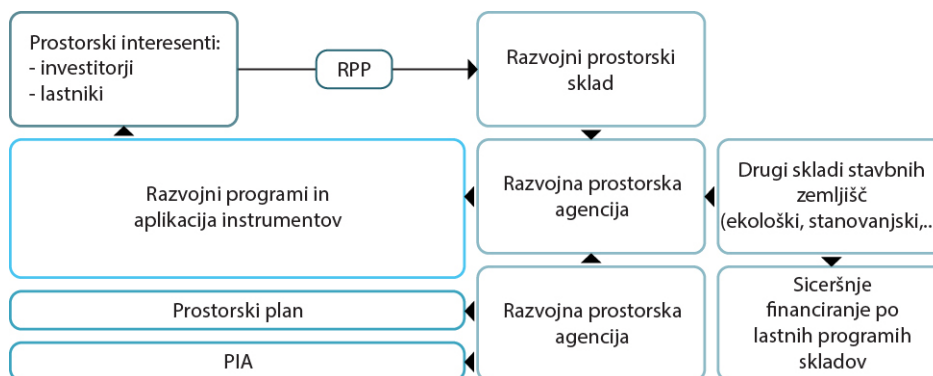 Prostorski interesenti:
- investitorji
- lastniki
RPP
Razvojni prostorski
sklad
Razvojni programi in
aplikacija instrumentov
Razvojna prostorska
agencija
Drugi skladi stavbnih
zemljišč
(ekološki, stanovanjski,..
Prostorski plan
PIA
Razvojna prostorska
agencija
Siceršnje
financiranje po
lastnih programih
skladov